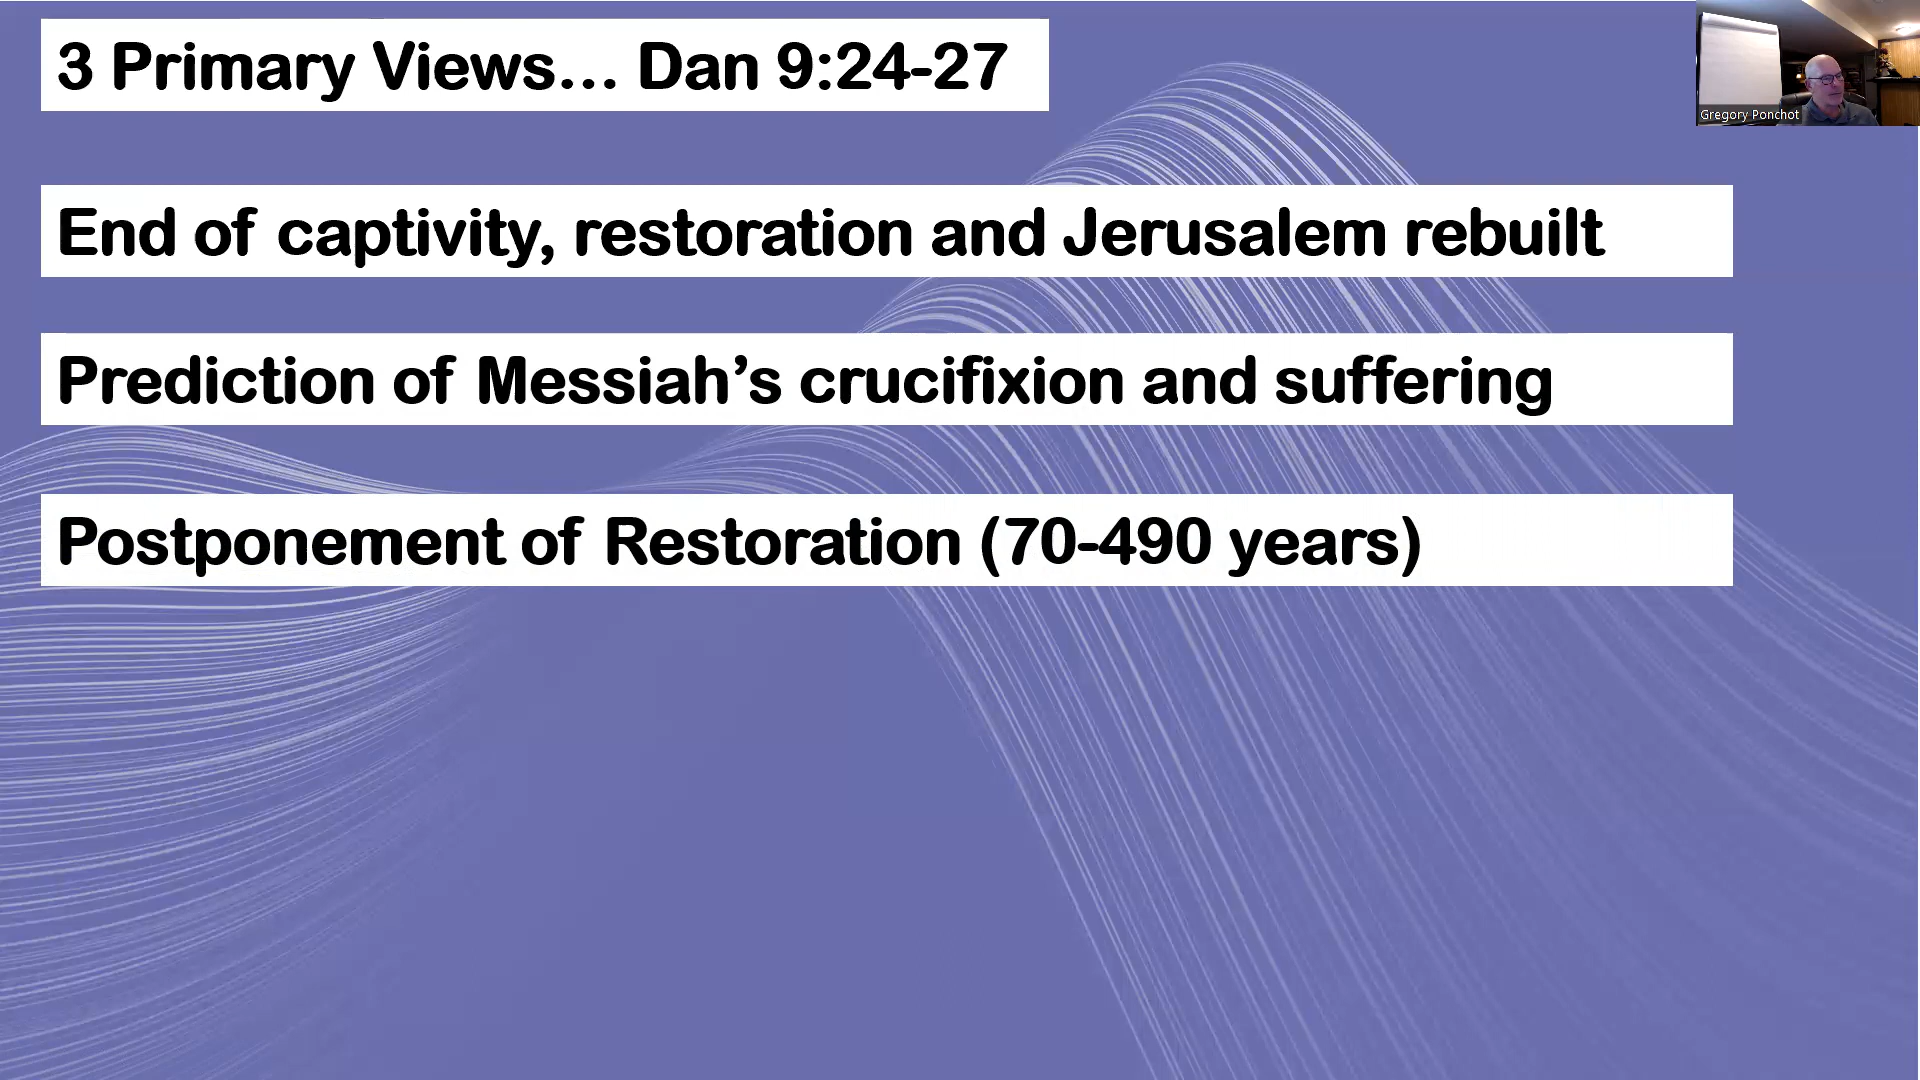 3 Primary Views... Dan 9:24-27
Gregory Ponchot
End of captivity, restoration and Jerusalem rebuilt
Prediction of Messiah’s crucifixion and suffering
Postponement of Restoration (70-490 years)